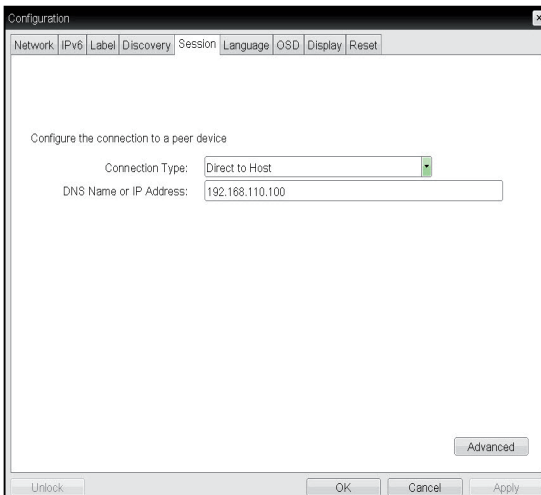 Configuration
Network IPv6 Label Discovery Session Language OSD Display Reset
Configure the connection to a peer device
Connection Type: Direct to Host
DNS Name or IP Address: 192.168.110.100
Advanced
Unlock OK Cancel Apply